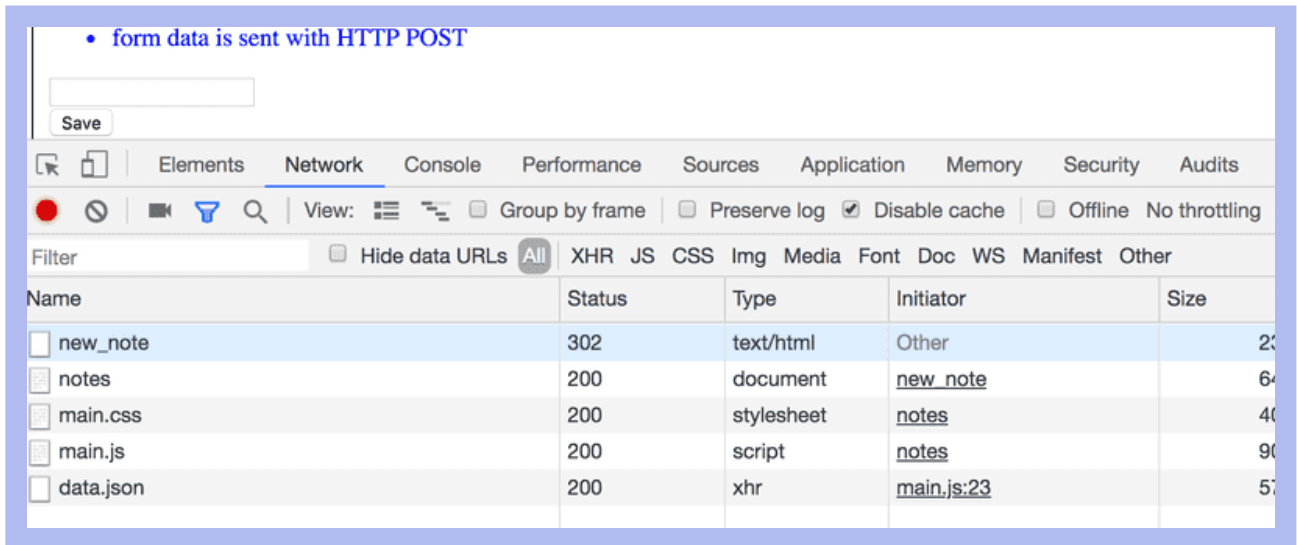 • form data is sent with HTTP POST
Save
Elements Network Console Performance Sources Application Memory Security Audits
View: Group by frame Preserve log Disable cache Offline No throttling
Filter Hide data URLs All XHR JS CSS Img Media Font Doc WS Manifest Other
Name Status Type Initiator Size
new_note 302 text/html Other
notes 200 document new_note
main.css 200 stylesheet notes
main.js 200 script notes
data.json 200 xhr main.js:23